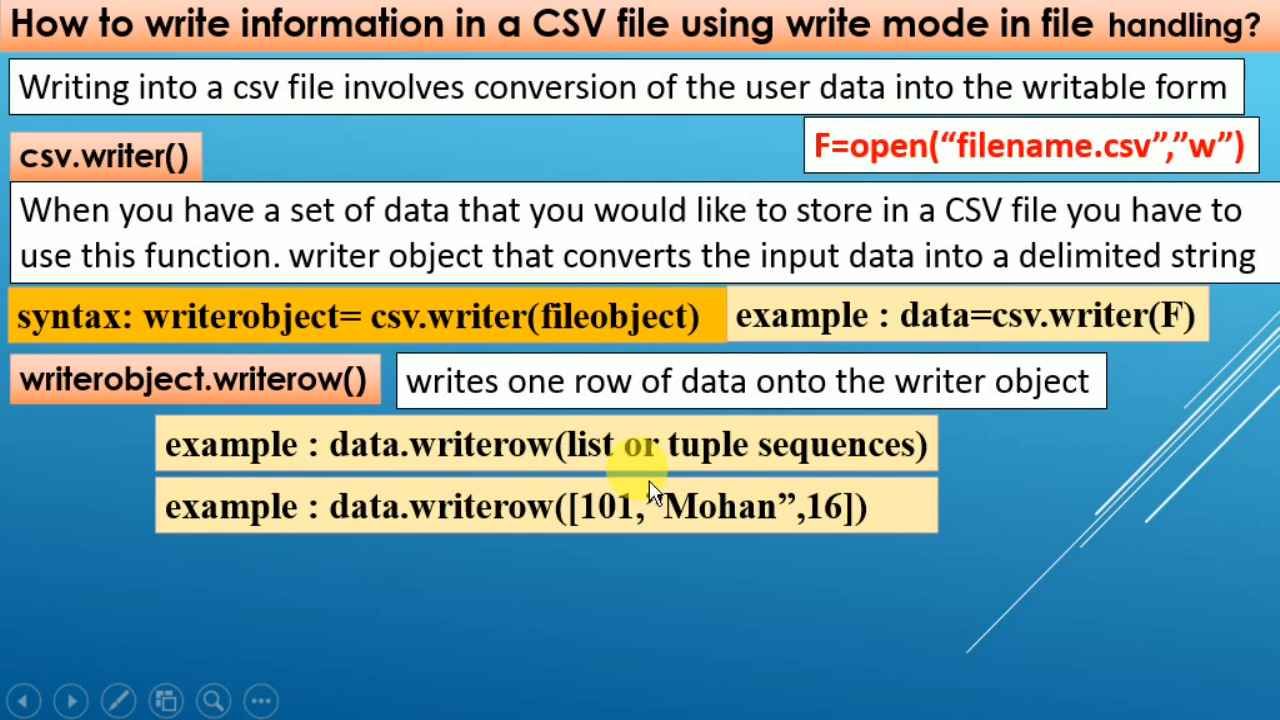 How to write information in a CSV file using write mode in file handling?
Writing into a csv file involves conversion of the user data into the writable form
csv.writer()
F=open(“filename.csv”,”w”)
When you have a set of data that you would like to store in a CSV file you have to
use this function. writer object that converts the input data into a delimited string
syntax: writerobject= csv.writer(fileobject)
example : data=csv.writer(F)
writerobject.writerow()
writes one row of data onto the writer object
example : data.writerow(list or tuple sequences)
example : data.writerow([101,“Mohan”,16])